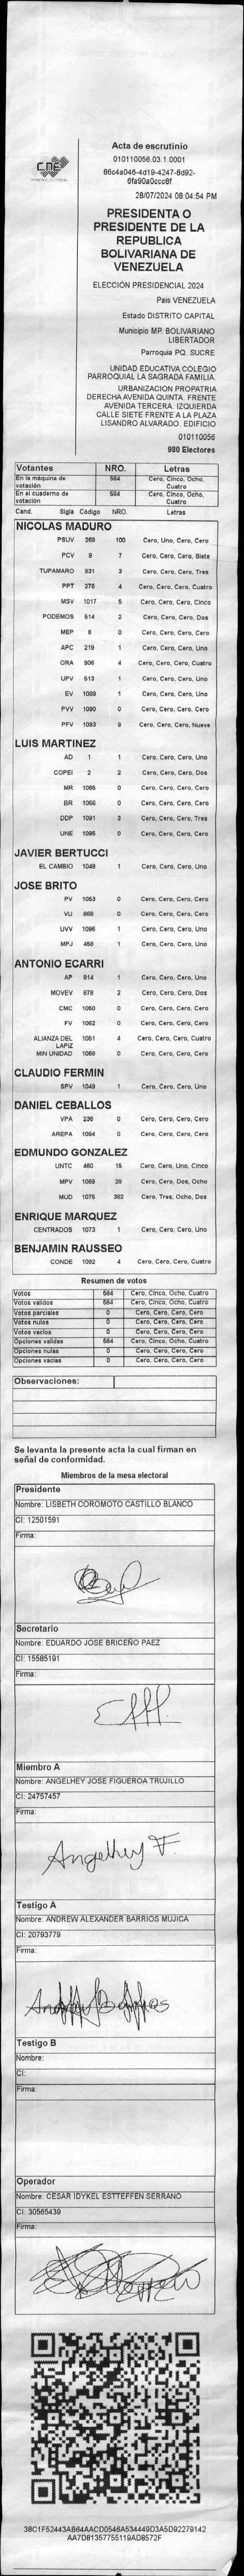 CNE
Acta de escrutinio
010110056.03.1.0001
86c4a046-4d19-4247-8d92-
6fa90a0ccc8f
28/07/2024 08:04:54 PM
PRESIDENTA O
PRESIDENTE DE LA
REPUBLICA
BOLIVARIANA DE
VENEZUELA
ELECCIÓN PRESIDENCIAL 2024
Pais VENEZUELA
Estado DISTRITO CAPITAL
Municipio MP. BOLIVARIANO
LIBERTADOR
Parroquia PQ. SUCRE
UNIDAD EDUCATIVA COLEGIO
PARROQUIAL LA SAGRADA FAMILIA.
URBANIZACION PROPATRIA
DERECHA AVENIDA QUINTA. FRENTE
AVENIDA TERCERA. IZQUIERDA
CALLE SIETE FRENTE A LA PLAZA
LISANDRO ALVARADO. EDIFICIO
010110056
980 Electores
Votantes NRO. Letras
En la máquina de votación 584 Cero, Cinco, Ocho, Cuatro
En el cuaderno de votación 584 Cero, Cinco, Ocho, Cuatro
Cand. Sigla Código NRO. Letras
NICOLAS MADURO
PSUV 269 100 Cero, Uno, Cero, Cero
PCV 9 7 Cero, Cero, Cero, Siete
TUPAMARO 931 3 Cero, Cero, Cero, Tres
PPT 276 4 Cero, Cero, Cero, Cuatro
MSV 1017 5 Cero, Cero, Cero, Cinco
PODEMOS 514 2 Cero, Cero, Cero, Dos
MEP 6 0 Cero, Cero, Cero, Cero
APC 219 1 Cero, Cero, Cero, Uno
ORA 906 4 Cero, Cero, Cero, Cuatro
UPV 513 1 Cero, Cero, Cero, Uno
EV 1089 1 Cero, Cero, Cero, Uno
PVV 1090 0 Cero, Cero, Cero, Cero
PFV 1093 9 Cero, Cero, Cero, Nueve
LUIS MARTINEZ
AD 1 1 Cero, Cero, Cero, Uno
COPEI 2 2 Cero, Cero, Cero, Dos
MR 1065 0 Cero, Cero, Cero, Cero
BR 1066 0 Cero, Cero, Cero, Cero
DDP 1091 3 Cero, Cero, Cero, Tres
UNE 1095 0 Cero, Cero, Cero, Cero
JAVIER BERTUCCI
EL CAMBIO 1048 1 Cero, Cero, Cero, Uno
JOSE BRITO
PV 1053 0 Cero, Cero, Cero, Cero
VU 868 0 Cero, Cero, Cero, Cero
UVV 1096 1 Cero, Cero, Cero, Uno
MPJ 458 1 Cero, Cero, Cero, Uno
ANTONIO ECARRI
AP 914 1 Cero, Cero, Cero, Uno
MOVEV 878 2 Cero, Cero, Cero, Dos
CMC 1060 0 Cero, Cero, Cero, Cero
FV 1062 0 Cero, Cero, Cero, Cero
ALIANZA DEL LAPIZ 1051 4 Cero, Cero, Cero, Cuatro
MIN UNIDAD 1068 0 Cero, Cero, Cero, Cero
CLAUDIO FERMIN
SPV 1049 1 Cero, Cero, Cero, Uno
DANIEL CEBALLOS
VPA 236 0 Cero, Cero, Cero, Cero
AREPA 1094 0 Cero, Cero, Cero, Cero
EDMUNDO GONZALEZ
UNTC 460 15 Cero, Cero, Uno, Cinco
MPV 1069 28 Cero, Cero, Dos, Ocho
MUD 1075 382 Cero, Tres, Ocho, Dos
ENRIQUE MARQUEZ
CENTRADOS 1073 1 Cero, Cero, Cero, Uno
BENJAMIN RAUSSEO
CONDE 1092 4 Cero, Cero, Cero, Cuatro
Resumen de votos
Votos 584 Cero, Cinco, Ocho, Cuatro
Votos validos 584 Cero, Cinco, Ocho, Cuatro
Votos parciales 0 Cero, Cero, Cero, Cero
Votos nulos 0 Cero, Cero, Cero, Cero
Votos vacíos 0 Cero, Cero, Cero, Cero
Opciones validas 584 Cero, Cinco, Ocho, Cuatro
Opciones nulas 0 Cero, Cero, Cero, Cero
Opciones vacías 0 Cero, Cero, Cero, Cero
Observaciones:
Se levanta la presente acta la cual firman en
señal de conformidad.
Miembros de la mesa electoral
Presidente
Nombre: LISBETH COROMOTO CASTILLO BLANCO
CI: 12501591
Firma:
Secretario
Nombre: EDUARDO JOSE BRICEÑO PAEZ
CI: 15585191
Firma:
Miembro A
Nombre: ANGELHEY JOSE FIGUEROA TRUJILLO
CI: 24757457
Firma:
Angelhey F.
Testigo A
Nombre: ANDREW ALEXANDER BARRIOS MUJICA
CI: 20793779
Firma:
Testigo B
Nombre:
CI:
Firma:
Operador
Nombre: CESAR IDYKEL ESTTEFFEN SERRANO
CI: 30565439
Firma:
38C1F52443AB64AACD0546A534449D3A5D92279142
AA7D81357755119ADB572F